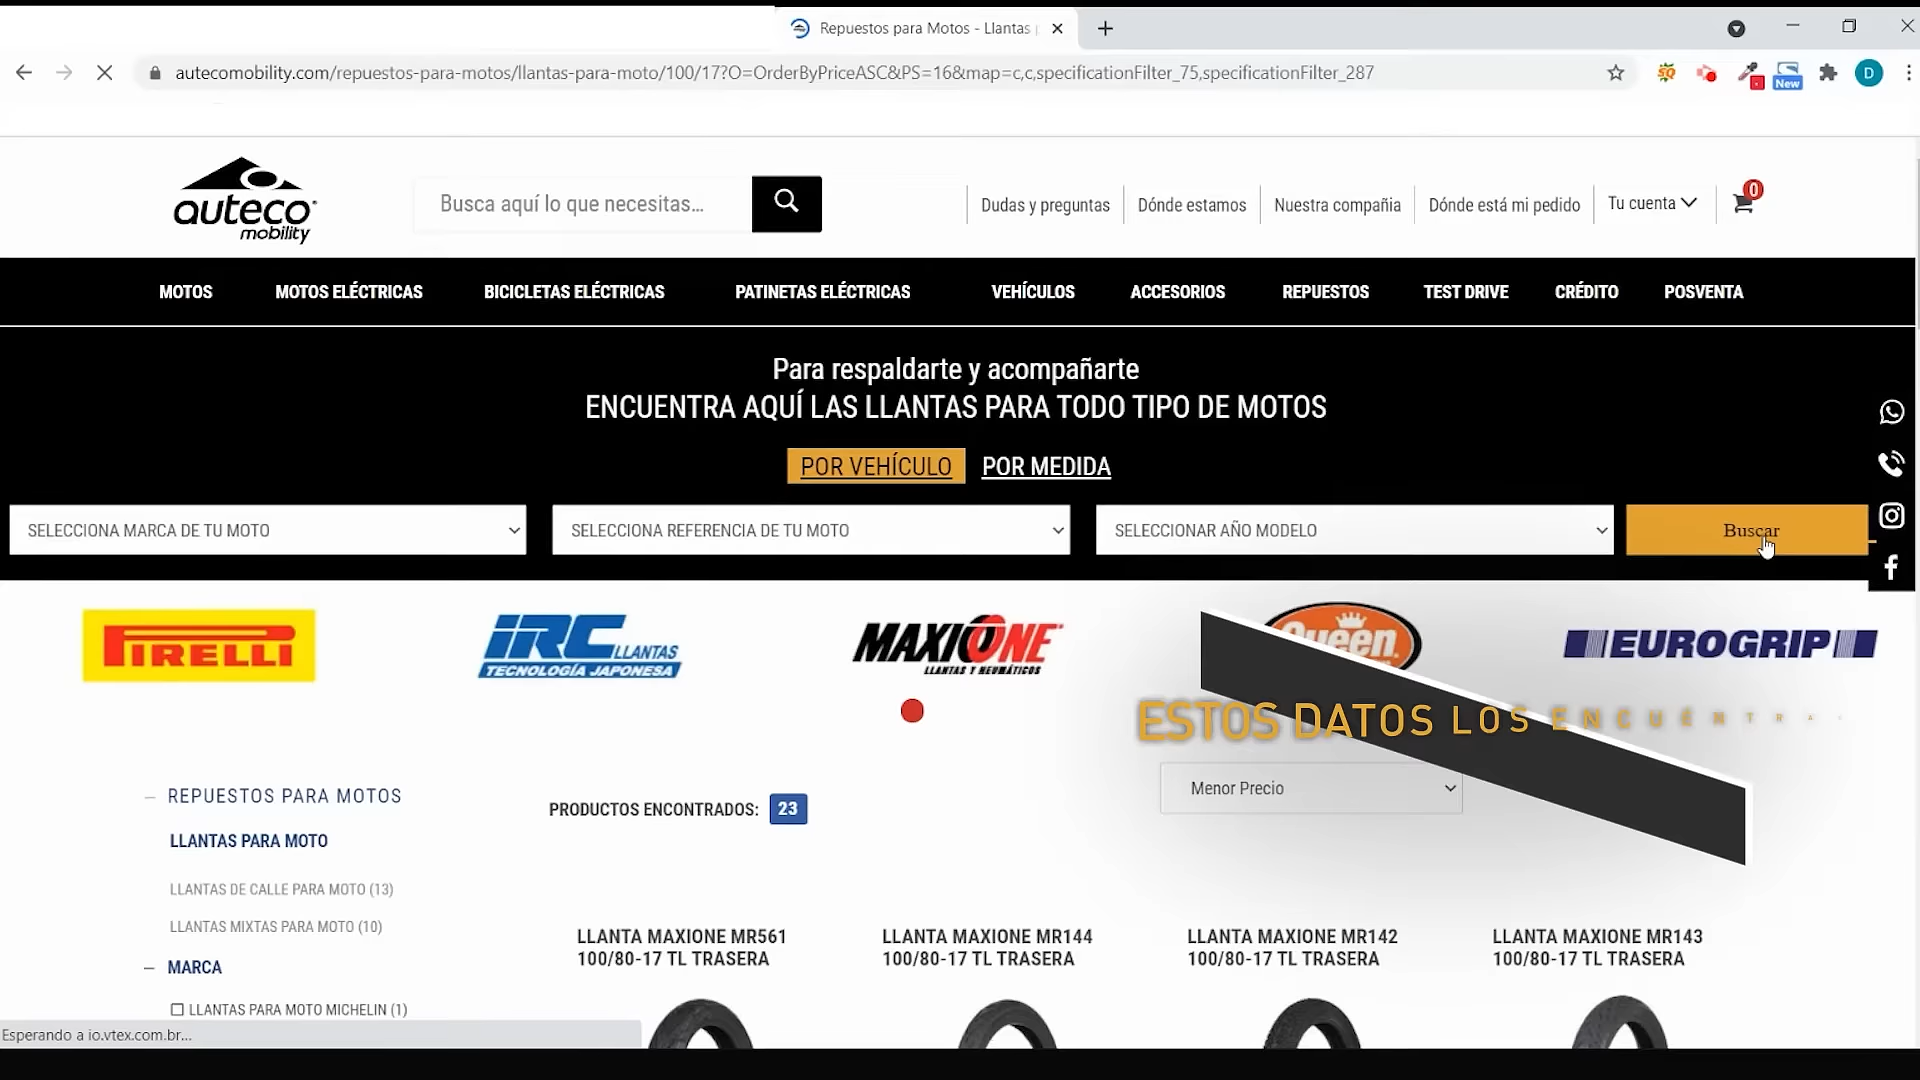 Repuestos para Motos - Llantas
autecomobility.com/repuestos-para-motos/llantas-para-moto/100/17?O=OrderByPriceASC&PS=16&map=c,c,specificationFilter_75,specificationFilter_287
SQ
New
D
auteco
mobility
Busca aquí lo que necesitas...
Dudas y preguntas
Dónde estamos
Nuestra compañia
Dónde está mi pedido
Tu cuenta
0
MOTOS
MOTOS ELÉCTRICAS
BICICLETAS ELÉCTRICAS
PATINETAS ELÉCTRICAS
VEHÍCULOS
ACCESORIOS
REPUESTOS
TEST DRIVE
CRÉDITO
POSVENTA
Para respaldarte y acompañarte
ENCUENTRA AQUÍ LAS LLANTAS PARA TODO TIPO DE MOTOS
POR VEHÍCULO
POR MEDIDA
SELECCIONA MARCA DE TU MOTO
SELECCIONA REFERENCIA DE TU MOTO
SELECCIONAR AÑO MODELO
Buscar
PIRELLI
iRC LLANTAS
TECNOLOGÍA JAPONESA
MAXIONE
LLANTAS Y NEUMÁTICOS
Queen
EUROGRIP
ESTOS DATOS LOS ENCUENTRA
Menor Precio
REPUESTOS PARA MOTOS
PRODUCTOS ENCONTRADOS: 23
LLANTAS PARA MOTO
LLANTAS DE CALLE PARA MOTO (13)
LLANTAS MIXTAS PARA MOTO (10)
MARCA
LLANTAS PARA MOTO MICHELIN (1)
LLANTA MAXIONE MR561
100/80-17 TL TRASERA
LLANTA MAXIONE MR144
100/80-17 TL TRASERA
LLANTA MAXIONE MR142
100/80-17 TL TRASERA
LLANTA MAXIONE MR143
100/80-17 TL TRASERA
Esperando a io.vtex.com.br...